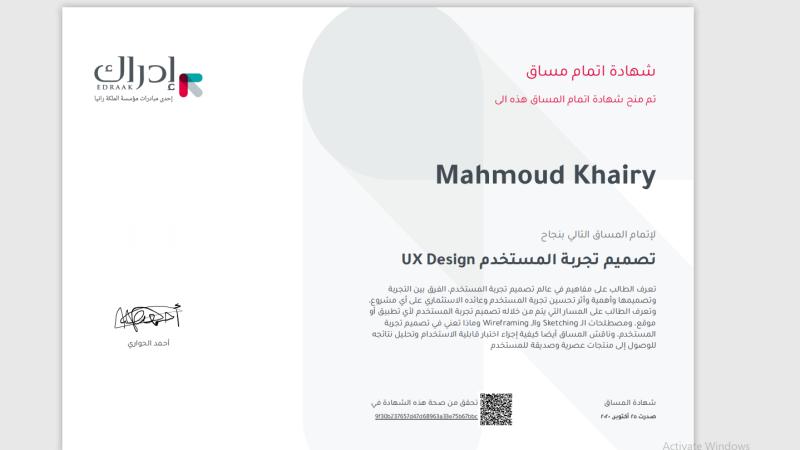 إدراك
EDRAAK
إحدى مبادرات مؤسسة الملكة رانيا
شهادة اتمام مساق
تم منح شهادة اتمام المساق هذه الى
Mahmoud Khairy
لإتمام المساق التالي بنجاح
تصميم تجربة المستخدم UX Design
تعرف الطالب على مفاهيم في عالم تصميم تجربة المستخدم، الفرق بين التجربة
وتصميمها وأهمية وأثر تحسين تجربة المستخدم وعائده الاستثماري على أي مشروع.
وتعرف الطالب على المسار التي يتم من خلاله تصميم تجربة المستخدم لأي تطبيق أو
موقع، ومصطلحات الـ Sketching والـ Wireframing وماذا تعني في تصميم تجربة
المستخدم. وناقش المساق أيضا كيفية إجراء اختبار قابلية الاستخدام وتحليل نتائجه
للوصول إلى منتجات عصرية وصديقة للمستخدم
أحمد الحواري
شهادة المساق
صدرت ٢٥ أكتوبر، ٢٠٢٠
تحقق من صحة هذه الشهادة في
Activate Windows